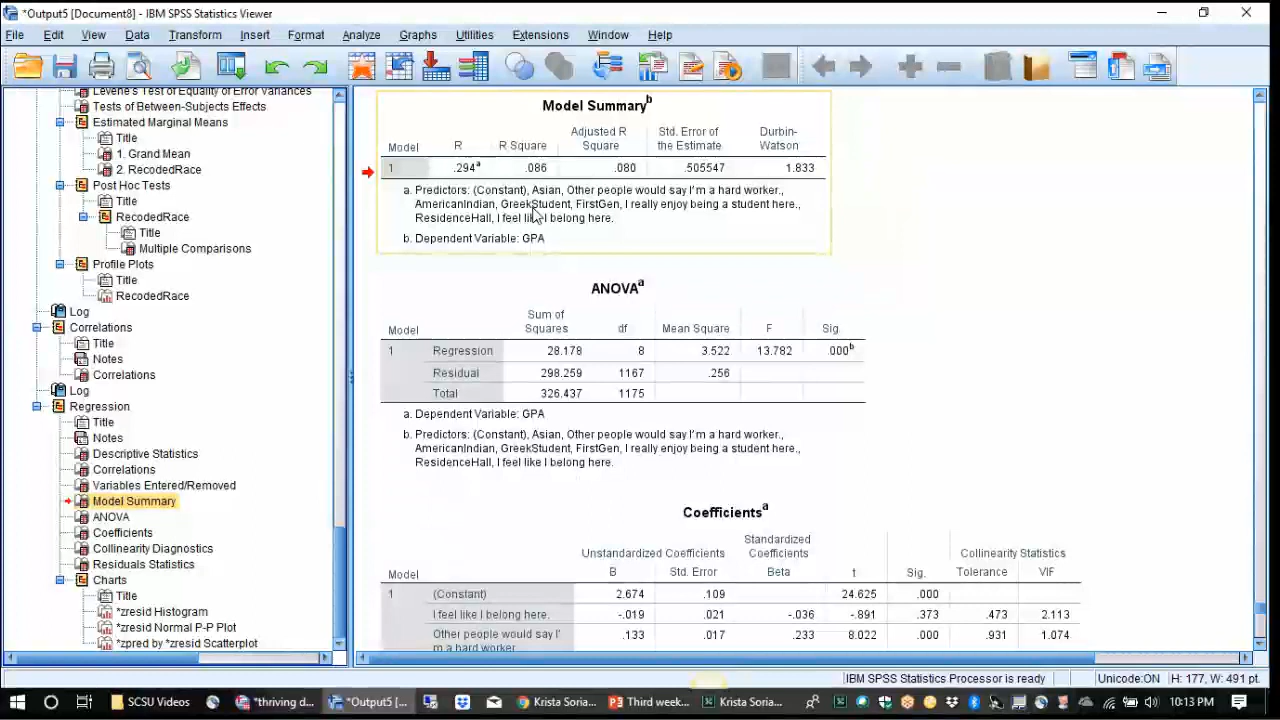 *Output5 [Document8] - IBM SPSS Statistics Viewer
File Edit View Data Transform Insert Format Analyze Graphs Utilities Extensions Window Help
Levene's Test of Equality of Error Variances
Tests of Between-Subjects Effects
Estimated Marginal Means
Title
1. Grand Mean
2. RecodedRace
Post Hoc Tests
Title
RecodedRace
Title
Multiple Comparisons
Profile Plots
Title
RecodedRace
Log
Correlations
Title
Notes
Correlations
Log
Regression
Title
Notes
Descriptive Statistics
Correlations
Variables Entered/Removed
Model Summary
ANOVA
Coefficients
Collinearity Diagnostics
Residuals Statistics
Charts
Title
*zresid Histogram
*zresid Normal P-P Plot
*zpred by *zresid Scatterplot
Model Summaryb
Model R R Square Adjusted R Square Std. Error of the Estimate Durbin-Watson
1 .294a .086 .080 .505547 1.833
a. Predictors: (Constant), Asian, Other people would say I'm a hard worker.,
AmericanIndian, GreekStudent, FirstGen, I really enjoy being a student here.,
ResidenceHall, I feel like I belong here.
b. Dependent Variable: GPA
ANOVAa
Model Sum of Squares df Mean Square F Sig.
1 Regression 28.179 8 3.522 13.782 .000b
Residual 298.259 1167 .256
Total 326.437 1175
a. Dependent Variable: GPA
b. Predictors: (Constant), Asian, Other people would say I'm a hard worker.,
AmericanIndian, GreekStudent, FirstGen, I really enjoy being a student here.,
ResidenceHall, I feel like I belong here.
Coefficientsa
Unstandardized Coefficients Standardized Coefficients Collinearity Statistics
Model B Std. Error Beta t Sig. Tolerance VIF
1 (Constant) 2.674 .109 24.625 .000
I feel like I belong here. -.019 .021 -.036 -.891 .373 .473 2.113
Other people would say I' .133 .017 .233 8.022 .000 .931 1.074
m a hard worker
IBM SPSS Statistics Processor is ready Unicode:ON H: 177, W: 491 pt.
SCSU Videos *thriving d... *Output5 [... Krista Soria... Third week... Krista Soria... 10:13 PM